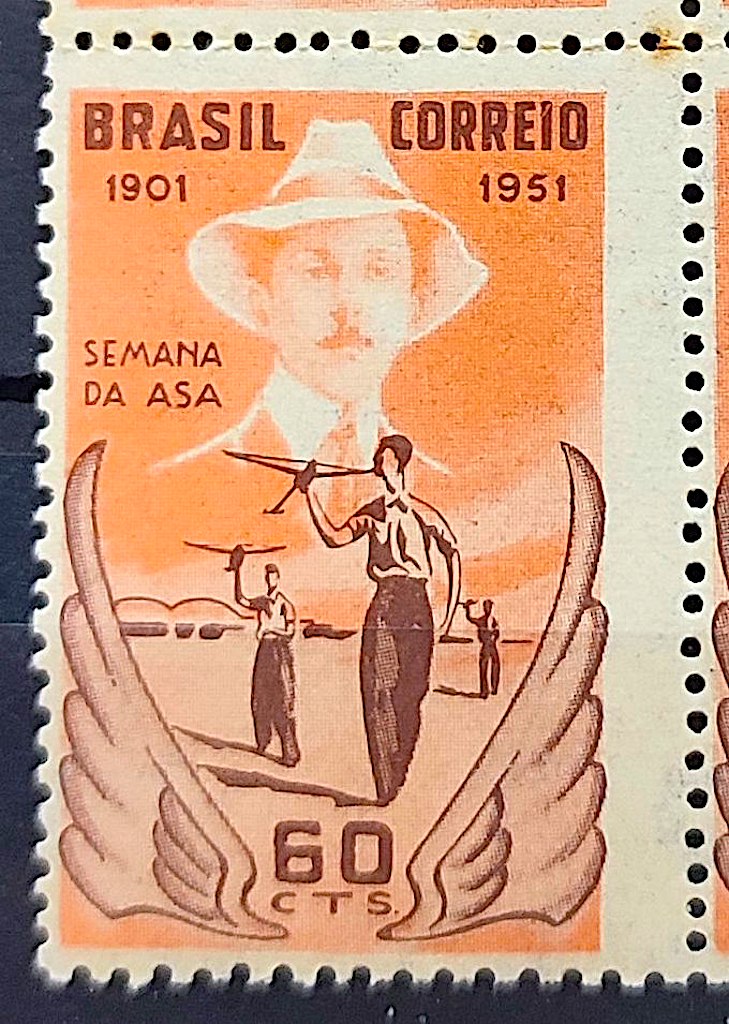 BRASIL CORREIO
1901 1951
SEMANA
DA ASA
60
CTS.